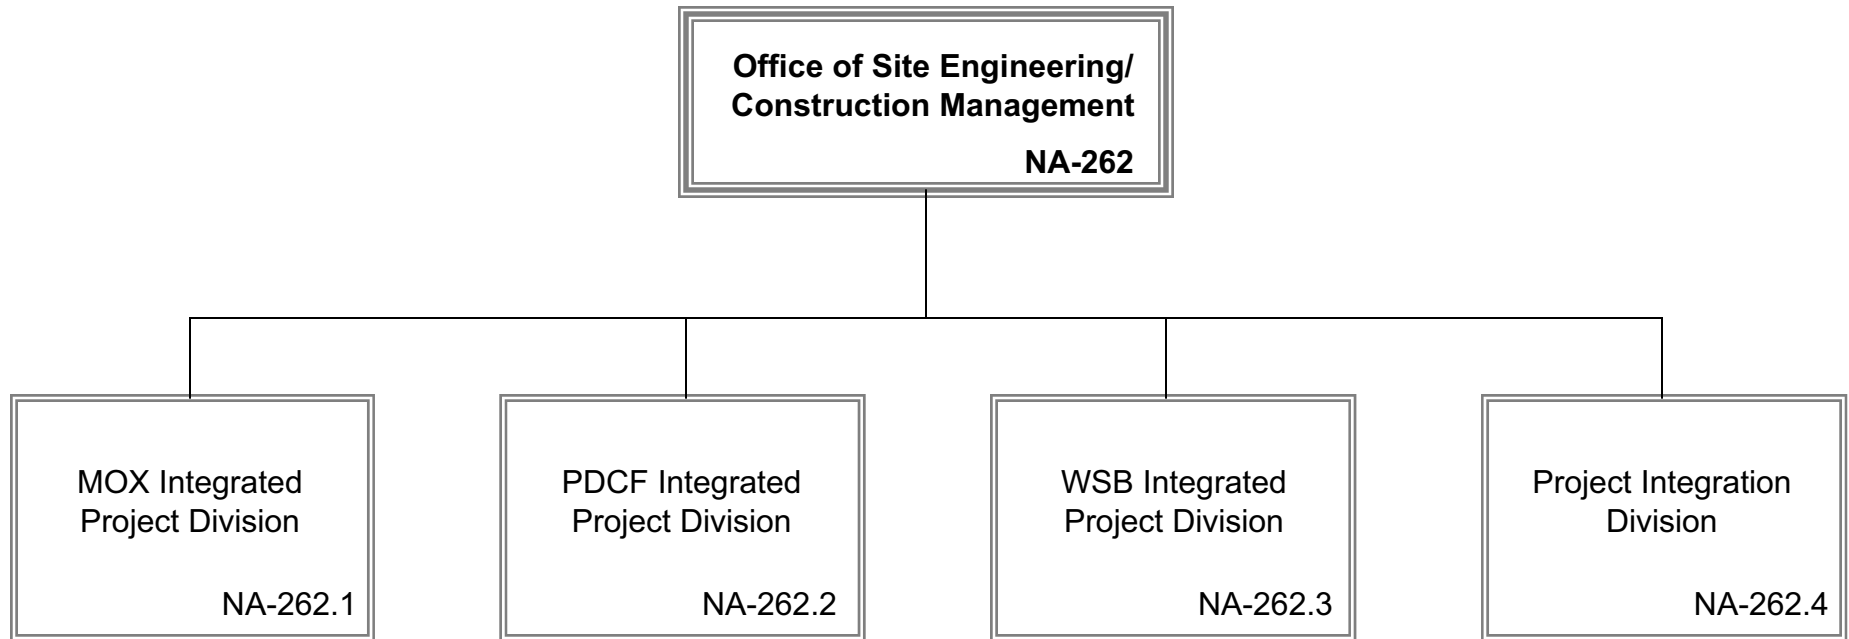 Office of Site Engineering/
Construction Management
NA-262
MOX Integrated
Project Division
NA-262.1
PDCF Integrated
Project Division
NA-262.2
WSB Integrated
Project Division
NA-262.3
Project Integration
Division
NA-262.4